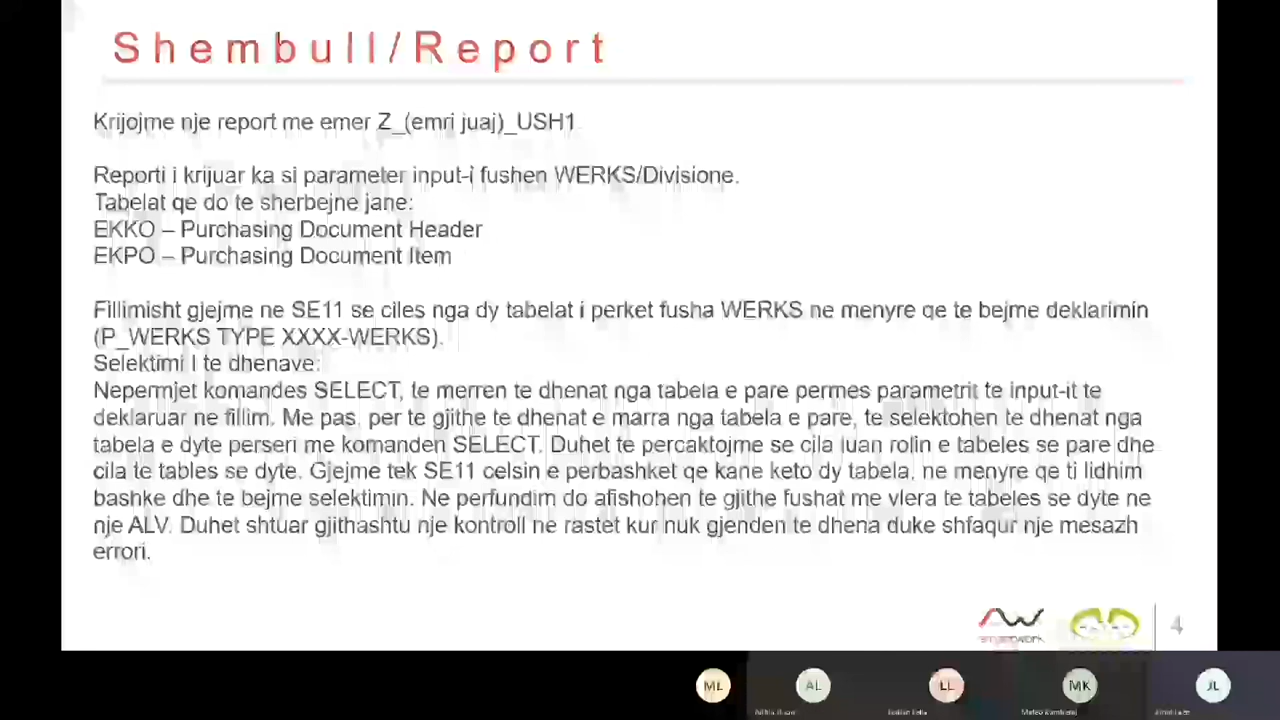 Shembull/Report
Krijojme nje report me emer Z_(emri juaj)_USH1
Reporti i krijuar ka si parameter input-i fushen WERKS/Divisione.
Tabelat qe do te sherbejne jane:
EKKO – Purchasing Document Header
EKPO – Purchasing Document Item
Fillimisht gjejme ne SE11 se ciles nga dy tabelat i perket fusha WERKS ne menyre qe te bejme deklarimin
(P_WERKS TYPE XXXX-WERKS).
Selektimi I te dhenave:
Nepermjet komandes SELECT, te merren te dhenat nga tabela e pare permes parametrit te input-it te
deklaruar ne fillim. Me pas, per te gjithe te dhenat e marra nga tabela e pare, te selektohen te dhenat nga
tabela e dyte perseri me komanden SELECT. Duhet te percaktojme se cila luan rolin e tabeles se pare dhe
cila te tables se dyte. Gjejme tek SE11 celsin e perbashket qe kane keto dy tabela, ne menyre qe ti lidhim
bashke dhe te bejme selektimin. Ne perfundim do afishohen te gjithe fushat me vlera te tabeles se dyte ne
nje ALV. Duhet shtuar gjithashtu nje kontroll ne rastet kur nuk gjenden te dhena duke shfaqur nje mesazh
errori.
4
ML AL LL MK JL